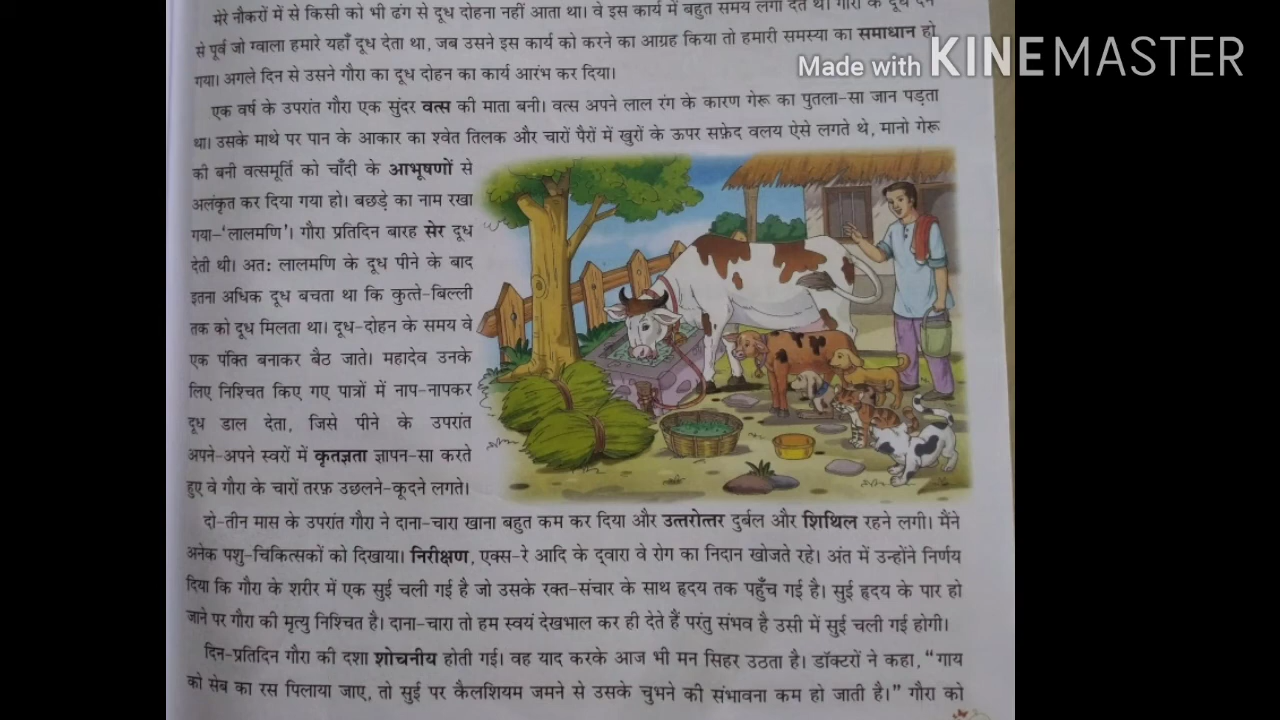 मेरे नौकरों में से किसी को भी ढंग से दूध दोहना नहीं आता था। वे इस कार्य में बहुत समय लगा देते थे। गौरा के दूध देने
से पूर्व जो ग्वाला हमारे यहाँ दूध देता था, जब उसने इस कार्य को करने का आग्रह किया तो हमारी समस्या का समाधान हो
गया। अगले दिन से उसने गौरा का दूध दोहन का कार्य आरंभ कर दिया।
Made with KINEMASTER
एक वर्ष के उपरांत गौरा एक सुंदर वत्स की माता बनी। वत्स अपने लाल रंग के कारण गेरू का पुतला-सा जान पड़ता
था। उसके माथे पर पान के आकार का श्वेत तिलक और चारों पैरों में खुरों के ऊपर सफ़ेद वलय ऐसे लगते थे, मानो गेरू
की बनी वत्समूर्ति को चाँदी के आभूषणों से
अलंकृत कर दिया गया हो। बछड़े का नाम रखा
गया-‘लालमणि’। गौरा प्रतिदिन बारह सेर दूध
देती थी। अत: लालमणि के दूध पीने के बाद
इतना अधिक दूध बचता था कि कुत्ते-बिल्ली
तक को दूध मिलता था। दूध-दोहन के समय वे
एक पंक्ति बनाकर बैठ जाते। महादेव उनके
लिए निश्चित किए गए पात्रों में नाप-नापकर
दूध डाल देता, जिसे पीने के उपरांत
अपने-अपने स्वरों में कृतज्ञता ज्ञापन-सा करते
हुए वे गौरा के चारों तरफ़ उछलने-कूदने लगते।
दो-तीन मास के उपरांत गौरा ने दाना-चारा खाना बहुत कम कर दिया और उत्तरोत्तर दुर्बल और शिथिल रहने लगी। मैंने
अनेक पशु-चिकित्सकों को दिखाया। निरीक्षण, एक्स-रे आदि के द्वारा वे रोग का निदान खोजते रहे। अंत में उन्होंने निर्णय
दिया कि गौरा के शरीर में एक सुई चली गई है जो उसके रक्त-संचार के साथ हृदय तक पहुँच गई है। सुई हृदय के पार हो
जाने पर गौरा की मृत्यु निश्चित है। दाना-चारा तो हम स्वयं देखभाल कर ही देते हैं परंतु संभव है उसी में सुई चली गई होगी।
दिन-प्रतिदिन गौरा की दशा शोचनीय होती गई। वह याद करके आज भी मन सिहर उठता है। डॉक्टरों ने कहा, “गाय
को सेब का रस पिलाया जाए, तो सुई पर कैलशियम जमने से उसके चुभने की संभावना कम हो जाती है।” गौरा को